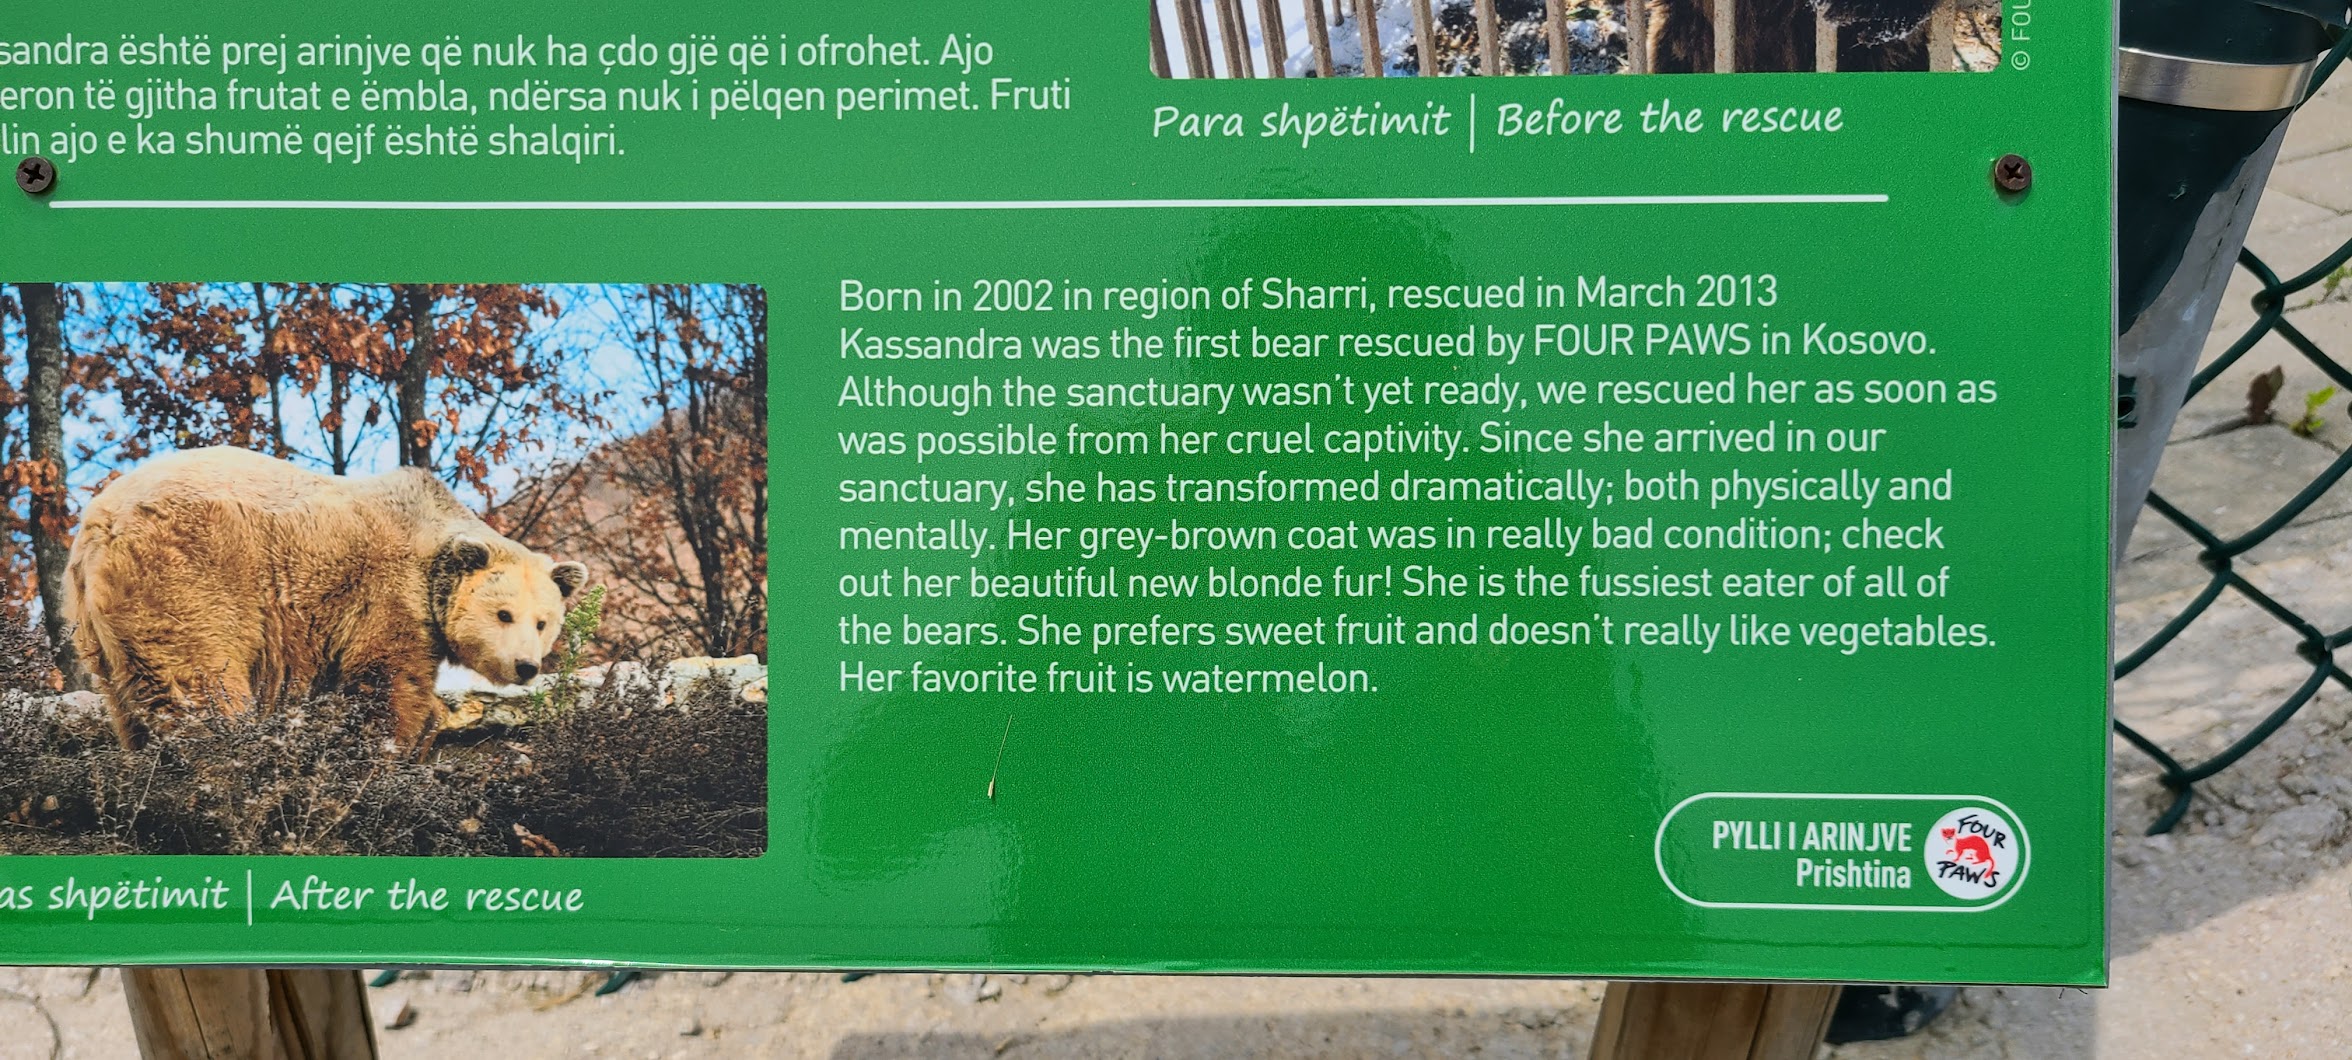 është prej arinjve që nuk ha çdo gjë që i ofrohet. Ajo
të gjitha frutat e ëmbla, ndërsa nuk i pëlqen perimet. Fruti
ajo e ka shumë qejf është shalqiri.
©
Para shpëtimit | Before the rescue
Born in 2002 in region of Sharri, rescued in March 2013
Kassandra was the first bear rescued by FOUR PAWS in Kosovo.
Although the sanctuary wasn't yet ready, we rescued her as soon as
was possible from her cruel captivity. Since she arrived in our
sanctuary, she has transformed dramatically; both physically and
mentally. Her grey-brown coat was in really bad condition; check
out her beautiful new blonde fur! She is the fussiest eater of all of
the bears. She prefers sweet fruit and doesn't really like vegetables.
Her favorite fruit is watermelon.
shpëtimit | After the rescue
PYLLI I ARINJVE
Prishtina
FOUR
PAWS